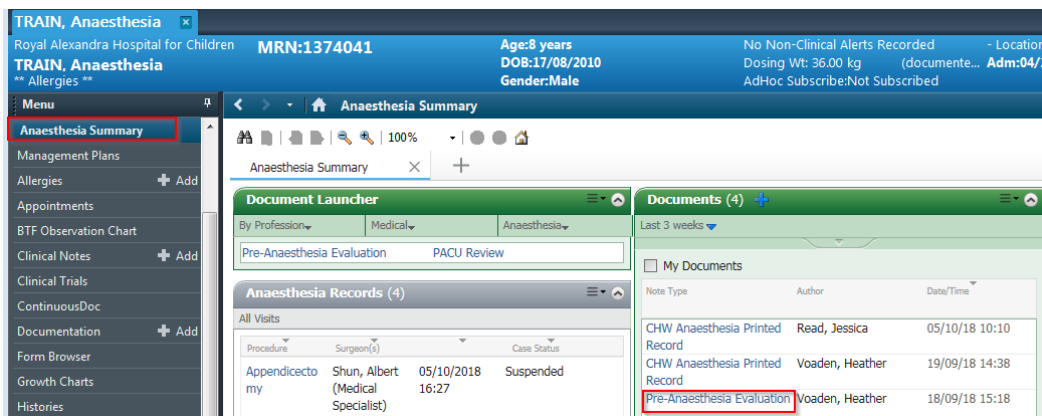 TRAIN, Anaesthesia
Royal Alexandra Hospital for Children
MRN:1374041
Age:8 years
No Non-Clinical Alerts Recorded
- Location
TRAIN, Anaesthesia
DOB:17/08/2010
Dosing Wt: 36.00 kg
(documente...
Adm:04/
** Allergies **
Gender:Male
AdHoc Subscribe:Not Subscribed
Menu
Anaesthesia Summary
Management Plans
Allergies + Add
Appointments
BTF Observation Chart
Clinical Notes + Add
Clinical Trials
ContinuousDoc
Documentation + Add
Form Browser
Growth Charts
Histories
Anaesthesia Summary
100%
Anaesthesia Summary
Document Launcher
By Profession Medical Anaesthesia
Pre-Anaesthesia Evaluation PACU Review
Anaesthesia Records (4)
All Visits
Procedure Surgeon(s) Case Status
Appendicecto Shun, Albert 05/10/2018 Suspended
my (Medical 16:27
Specialist)
Documents (4)
Last 3 weeks
My Documents
Note Type Author Date/Time
CHW Anaesthesia Printed Read, Jessica 05/10/18 10:10
Record
CHW Anaesthesia Printed Voaden, Heather 19/09/18 14:38
Record
Pre-Anaesthesia Evaluation Voaden, Heather 18/09/18 15:18